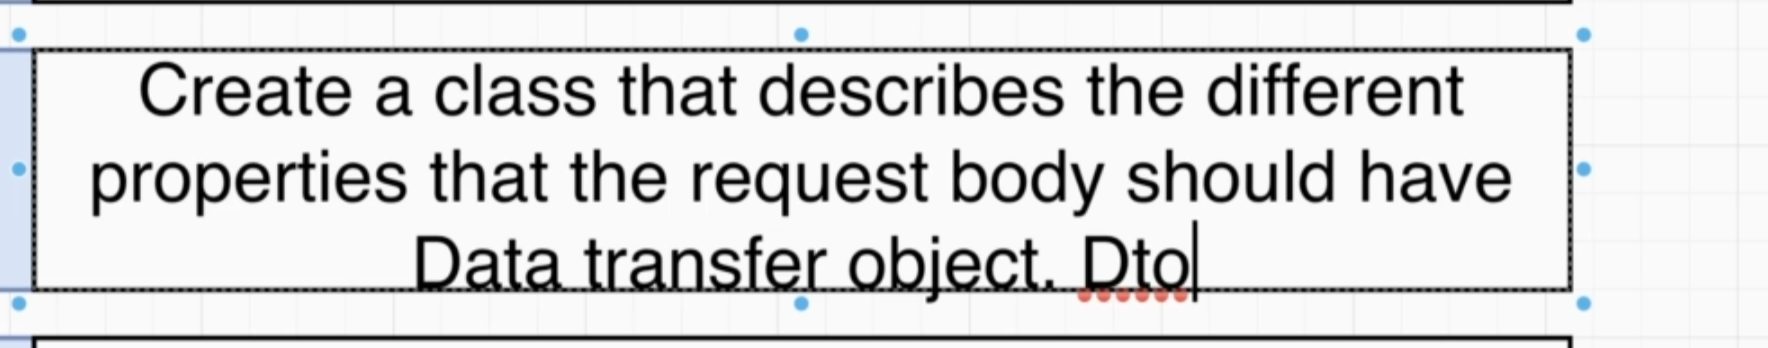 Create a class that describes the different
properties that the request body should have
Data transfer object. Dto